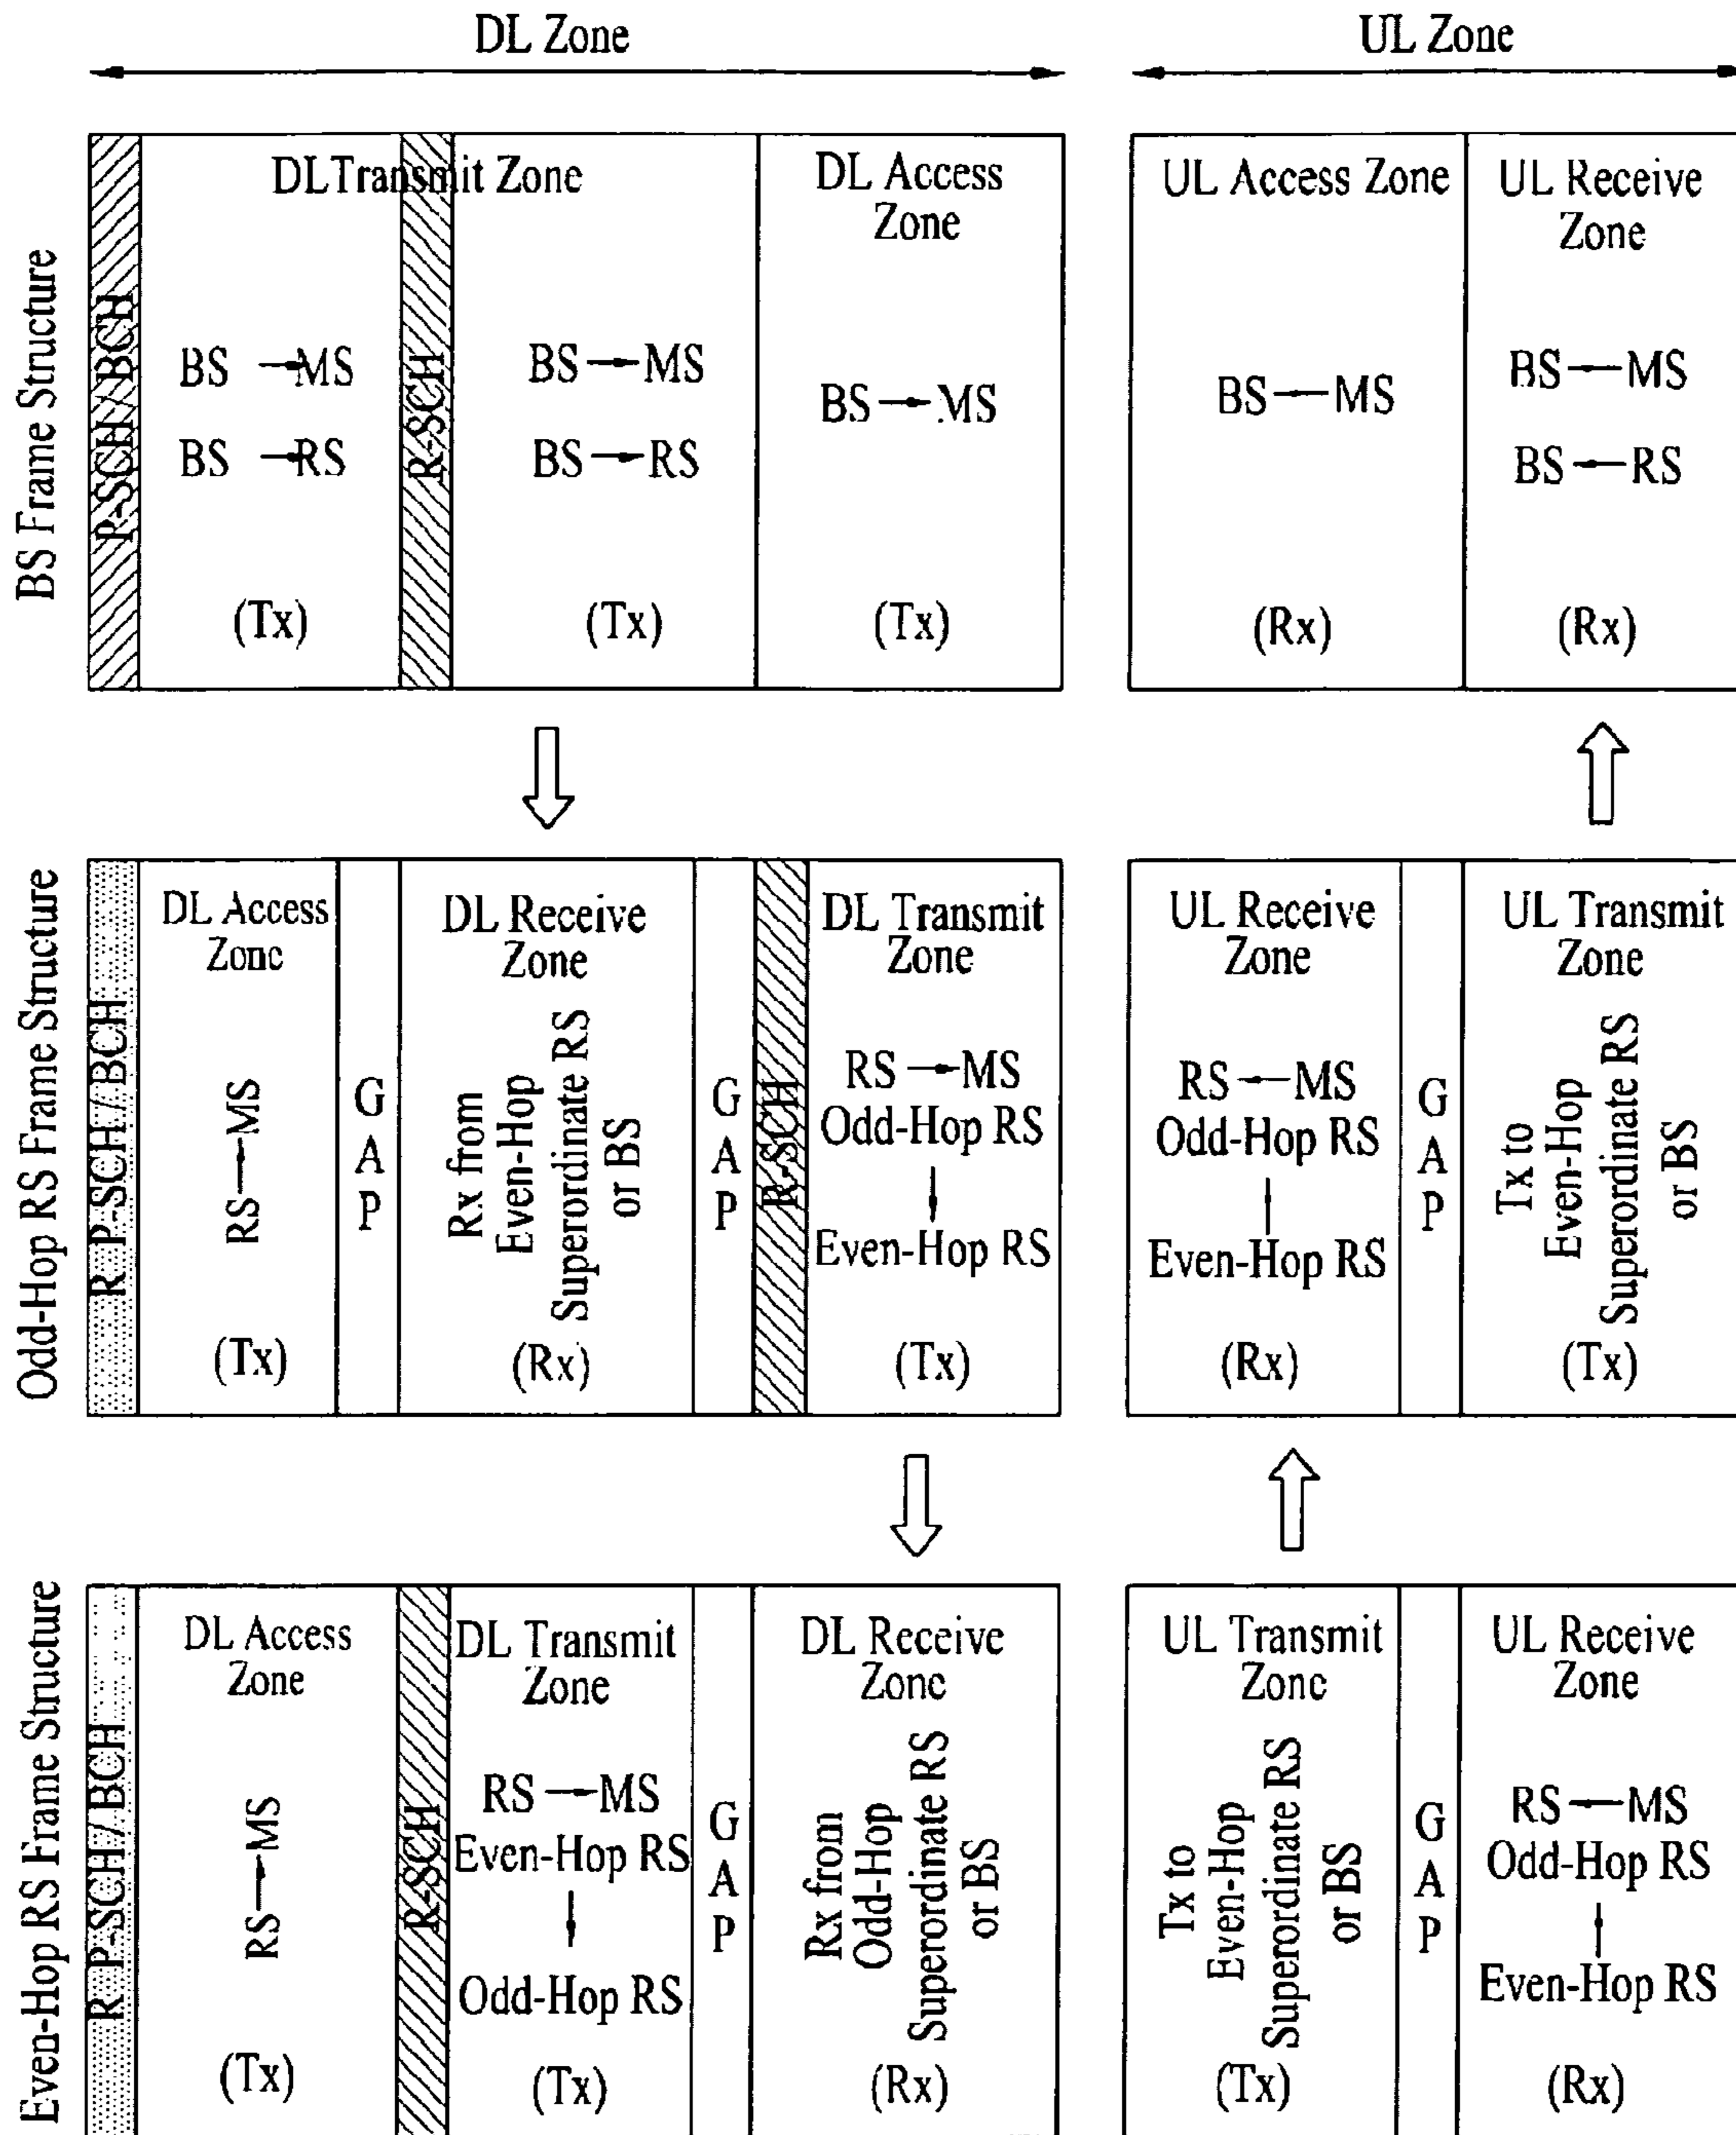 DL Zone
UL Zone
BS Frame Structure
P-SCH/BCH
DL Transmit Zone
BS → MS
BS → RS
(Tx)
R-SCH
BS → MS
BS → RS
(Tx)
DL Access
Zone
BS → MS
(Tx)
UL Access Zone
BS ← MS
(Rx)
UL Receive
Zone
BS ← MS
BS ← RS
(Rx)
Odd-Hop RS Frame Structure
R P-SCH/BCH
DL Access
Zone
RS → MS
(Tx)
GAP
DL Receive
Zone
Rx from
Even-Hop
Superordinate RS
or BS
(Rx)
GAP
R-SCH
DL Transmit
Zone
RS → MS
Odd-Hop RS
↓
Even-Hop RS
(Tx)
UL Receive
Zone
RS ← MS
Odd-Hop RS
↑
Even-Hop RS
(Rx)
GAP
UL Transmit
Zone
Tx to
Even-Hop
Superordinate RS
or BS
(Tx)
Even-Hop RS Frame Structure
R P-SCH/BCH
DL Access
Zone
RS → MS
(Tx)
R-SCH
DL Transmit
Zone
RS → MS
Even-Hop RS
↓
Odd-Hop RS
(Tx)
GAP
DL Receive
Zone
Rx from
Odd-Hop
Superordinate RS
or BS
(Rx)
UL Transmit
Zone
Tx to
Even-Hop
Superordinate RS
or BS
(Tx)
GAP
UL Receive
Zone
RS ← MS
Odd-Hop RS
↑
Even-Hop RS
(Rx)